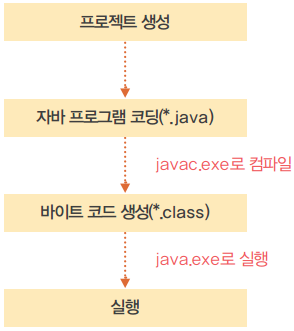 프로젝트 생성
자바 프로그램 코딩(*.java)
javac.exe로 컴파일
바이트 코드 생성(*.class)
java.exe로 실행
실행